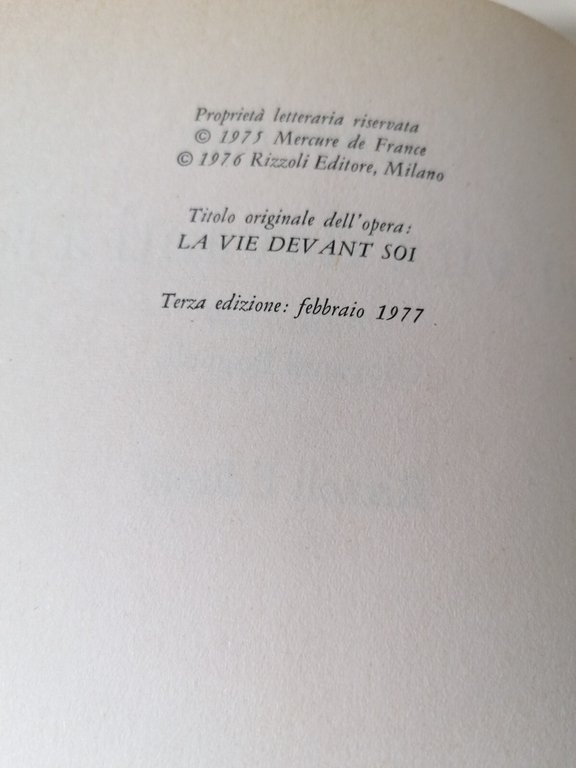 Proprietà letteraria riservata
© 1975 Mercure de France
© 1976 Rizzoli Editore, Milano
Titolo originale dell'opera:
LA VIE DEVANT SOI
Terza edizione: febbraio 1977